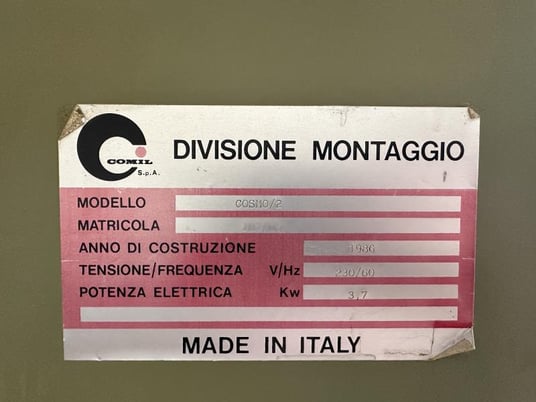 COMIL
S.p.A.
DIVISIONE MONTAGGIO
MODELLO COSMO/2
MATRICOLA
ANNO DI COSTRUZIONE 1986
TENSIONE/FREQUENZA V/Hz 230/60
POTENZA ELETTRICA Kw 3,7
MADE IN ITALY